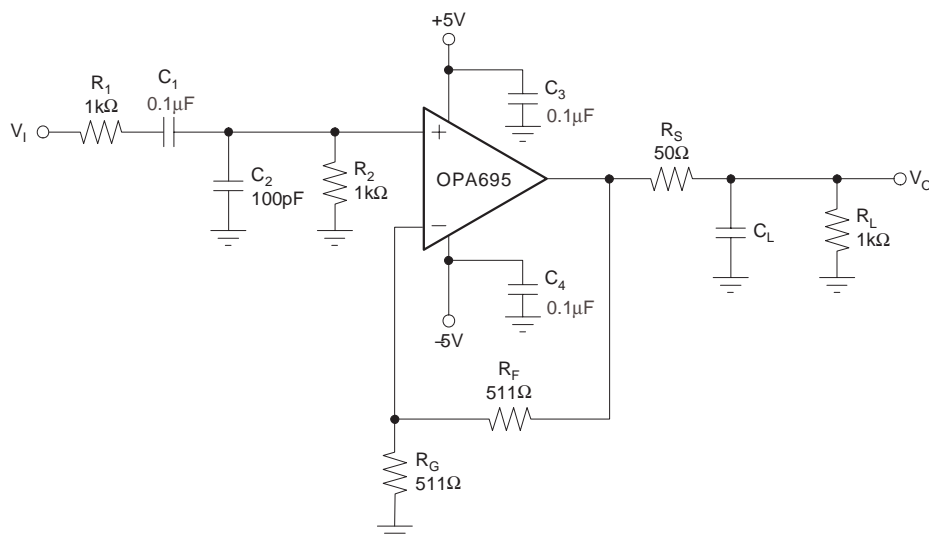 +5V
R1
1kΩ
C1
0.1μF
VI
C2
100pF
R2
1kΩ
+
−
OPA695
C3
0.1μF
RS
50Ω
VO
CL
RL
1kΩ
C4
0.1μF
−5V
RF
511Ω
RG
511Ω